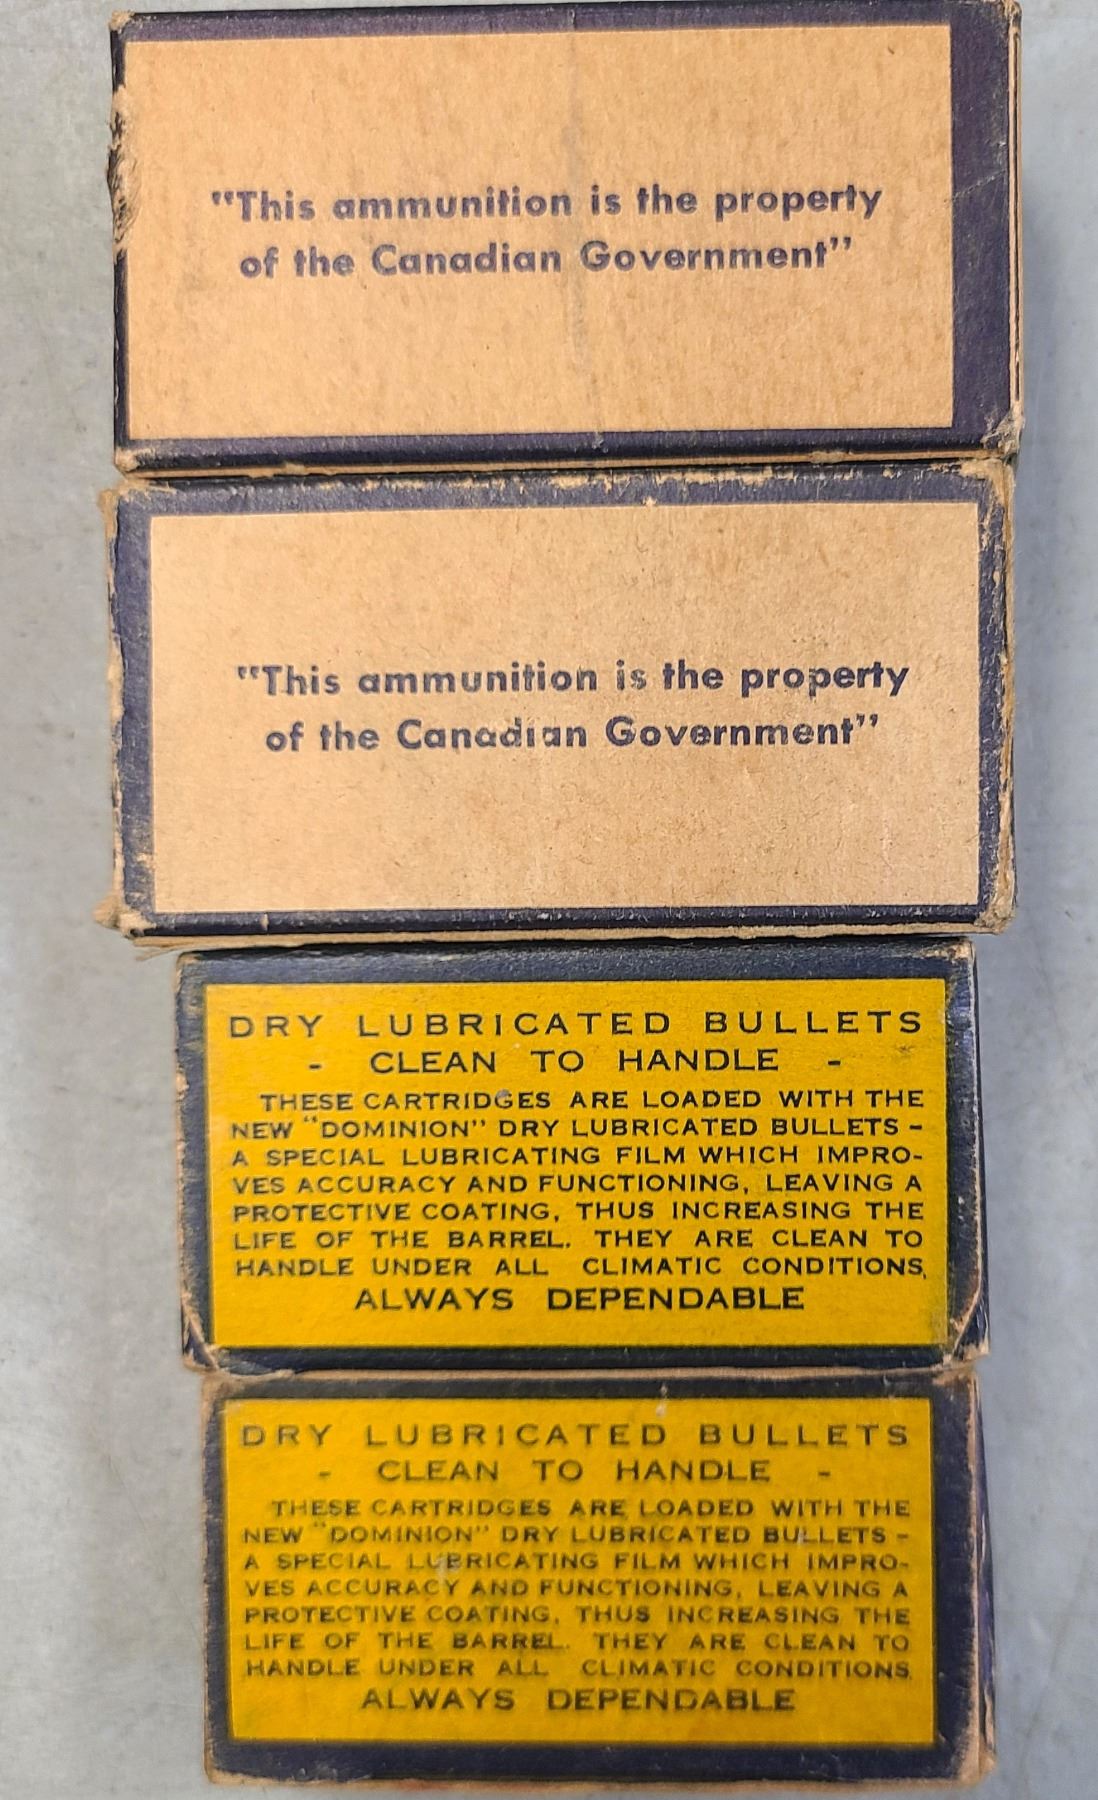 "This ammunition is the property
of the Canadian Government"
"This ammunition is the property
of the Canadian Government"
DRY LUBRICATED BULLETS
- CLEAN TO HANDLE -
THESE CARTRIDGES ARE LOADED WITH THE
NEW "DOMINION" DRY LUBRICATED BULLETS -
A SPECIAL LUBRICATING FILM WHICH IMPRO-
VES ACCURACY AND FUNCTIONING, LEAVING A
PROTECTIVE COATING, THUS INCREASING THE
LIFE OF THE BARREL. THEY ARE CLEAN TO
HANDLE UNDER ALL CLIMATIC CONDITIONS,
ALWAYS DEPENDABLE
DRY LUBRICATED BULLETS
- CLEAN TO HANDLE -
THESE CARTRIDGES ARE LOADED WITH THE
NEW "DOMINION" DRY LUBRICATED BULLETS -
A SPECIAL LUBRICATING FILM WHICH IMPRO-
VES ACCURACY AND FUNCTIONING, LEAVING A
PROTECTIVE COATING, THUS INCREASING THE
LIFE OF THE BARREL. THEY ARE CLEAN TO
HANDLE UNDER ALL CLIMATIC CONDITIONS,
ALWAYS DEPENDABLE